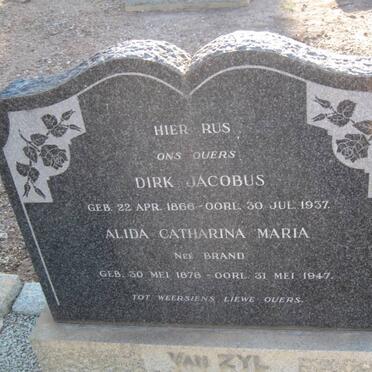 HIER RUS
ONS OUERS
DIRK JACOBUS
GEB. 22 APR. 1866 - OORL. 30 JUL. 1937.
ALIDA CATHARINA MARIA
NEÉ BRAND
GEB. 30 MEI 1878 - OORL. 31 MEI 1947.
TOT WEERSIENS LIEWE OUERS.
VAN ZYL